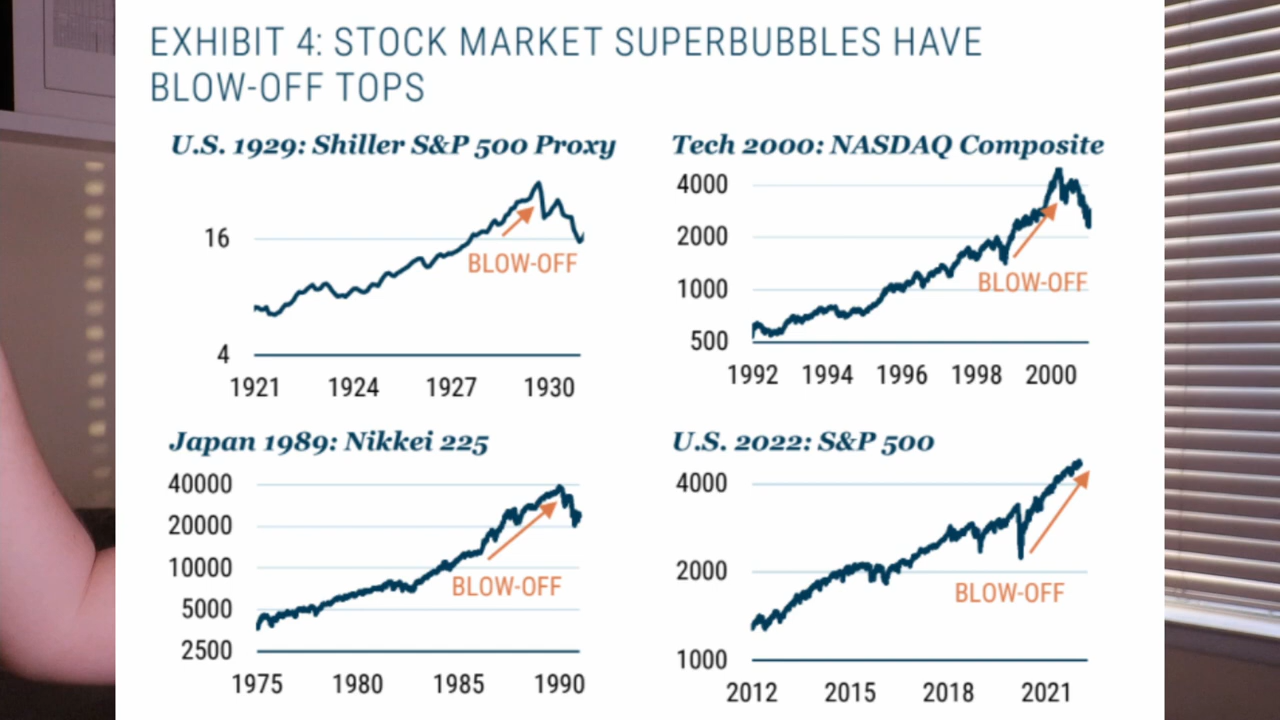 EXHIBIT 4: STOCK MARKET SUPERBUBBLES HAVE
BLOW-OFF TOPS
U.S. 1929: Shiller S&P 500 Proxy
16
4
BLOW-OFF
1921 1924 1927 1930
Tech 2000: NASDAQ Composite
4000
2000
1000
500
BLOW-OFF
1992 1994 1996 1998 2000
Japan 1989: Nikkei 225
40000
20000
10000
5000
2500
BLOW-OFF
1975 1980 1985 1990
U.S. 2022: S&P 500
4000
2000
1000
BLOW-OFF
2012 2015 2018 2021